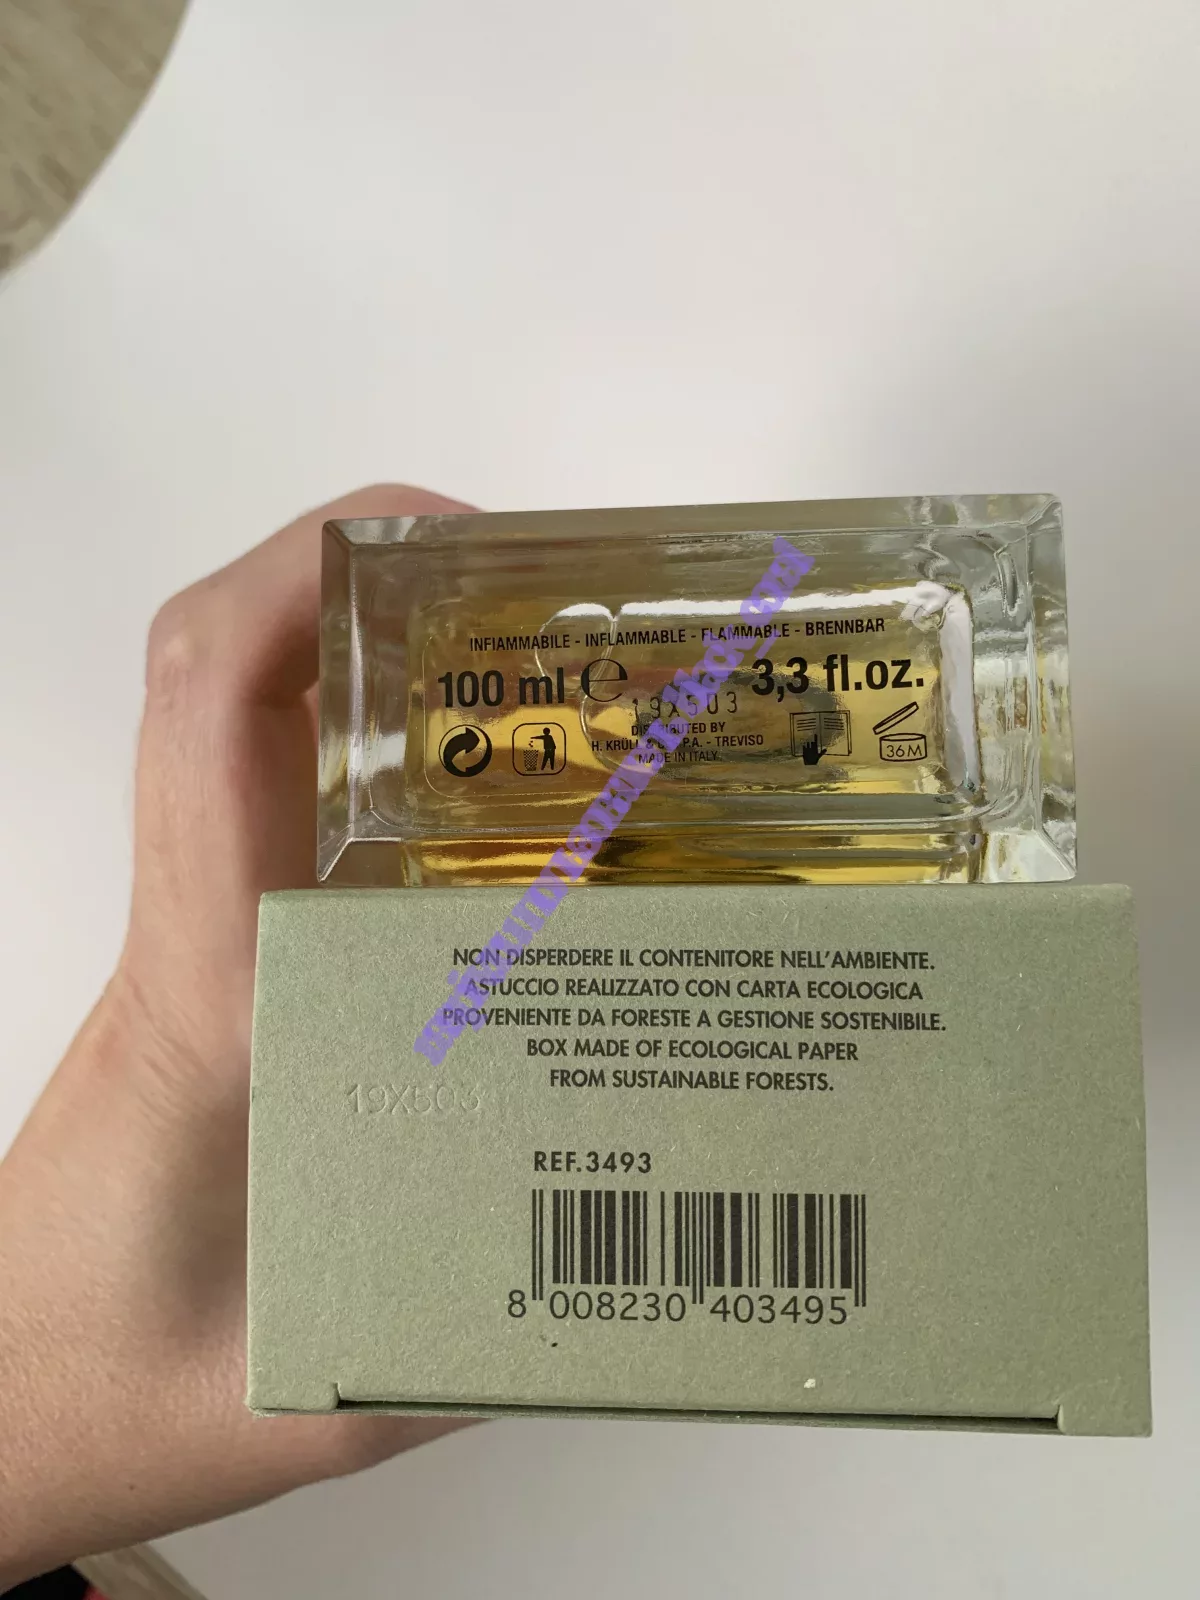 INFIAMMABILE - INFLAMMABLE - FLAMMABLE - BRENNBAR
100 ml ℮ 3,3 fl.oz.
19X503
DISTRIBUTED BY
H. KRÜLL & C. S.P.A. - TREVISO
MADE IN ITALY
36M
NON DISPERDERE IL CONTENITORE NELL'AMBIENTE.
ASTUCCIO REALIZZATO CON CARTA ECOLOGICA
PROVENIENTE DA FORESTE A GESTIONE SOSTENIBILE.
BOX MADE OF ECOLOGICAL PAPER
FROM SUSTAINABLE FORESTS.
19X503
REF.3493
8 008230 403495